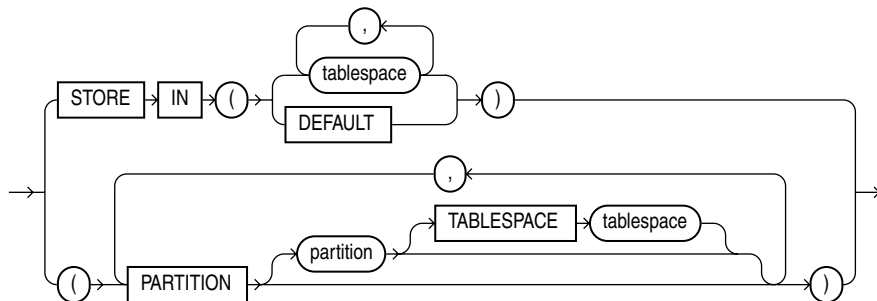 ,
tablespace
STORE IN ( )
DEFAULT
,
TABLESPACE tablespace
partition
( PARTITION )